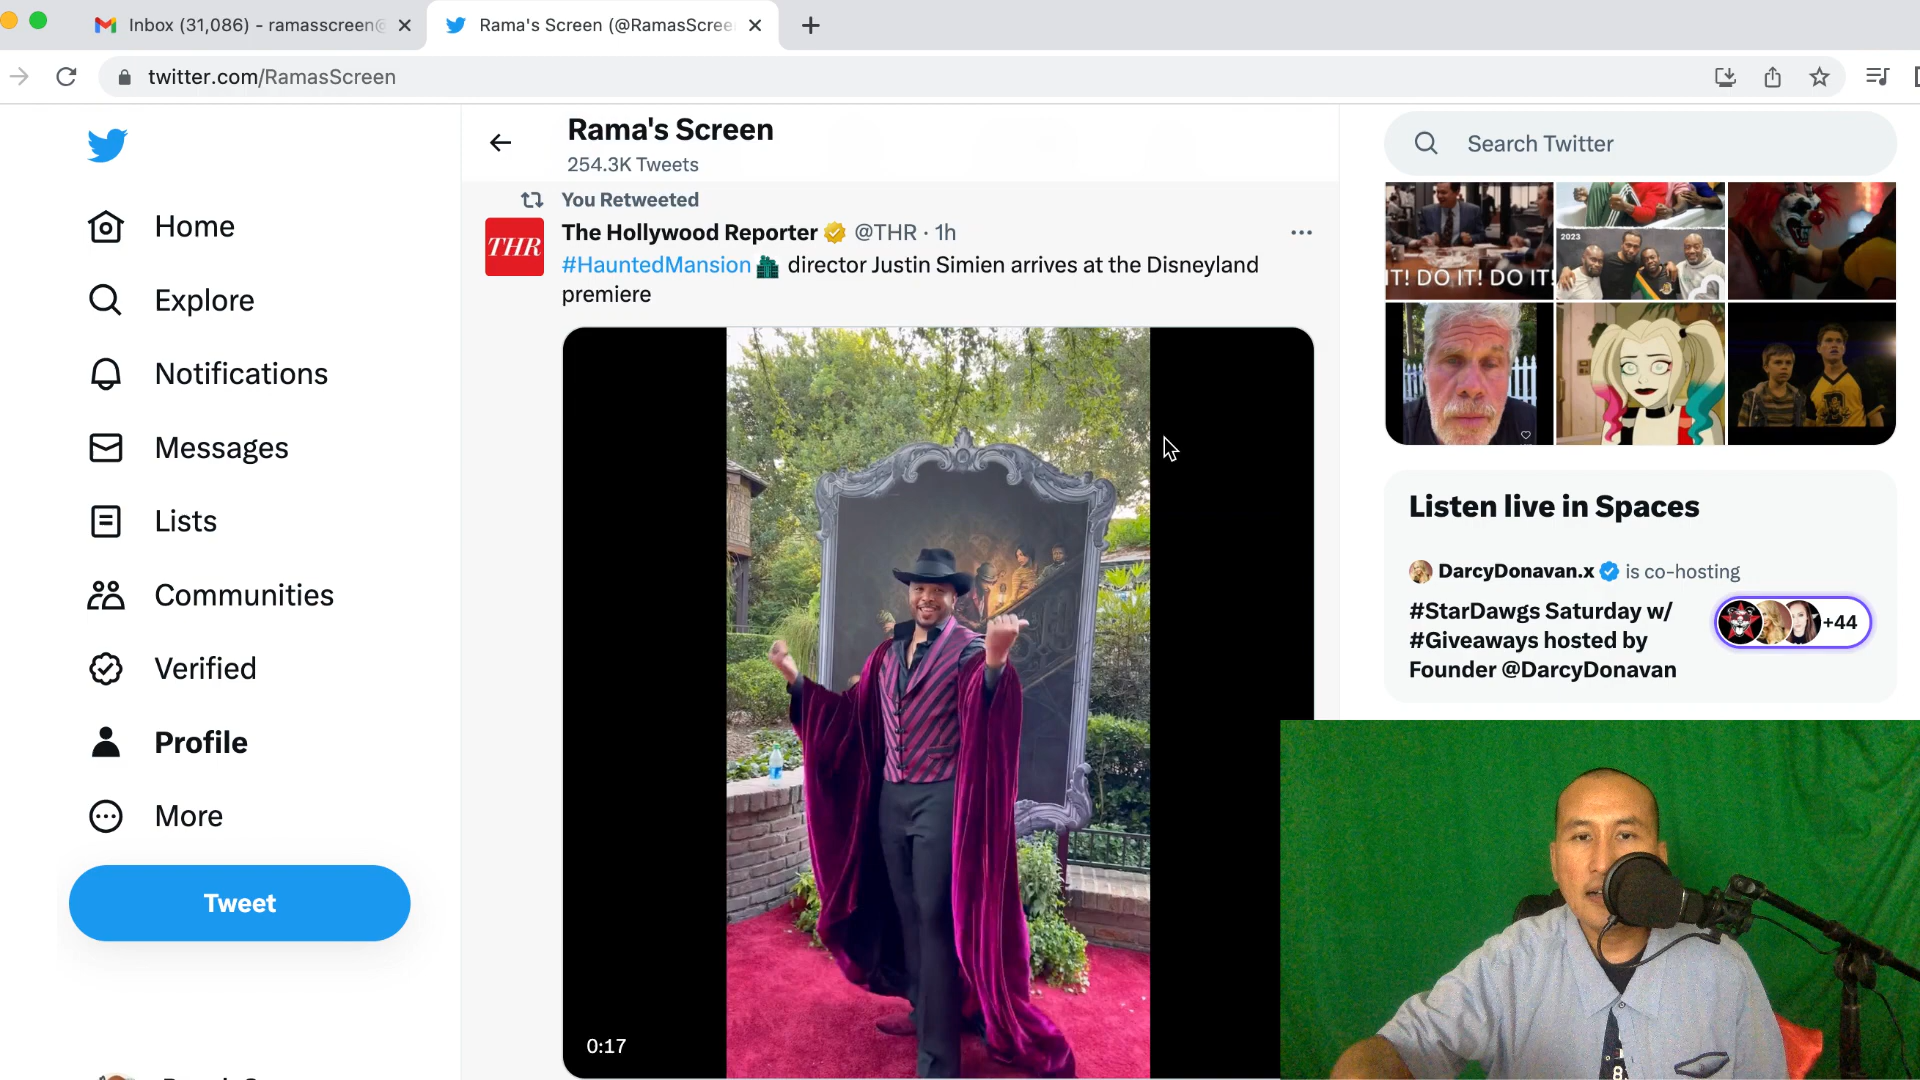 Inbox (31,086) - ramasscreen@
Rama's Screen (@RamasScree
twitter.com/RamasScreen
Rama's Screen
254.3K Tweets
Search Twitter
Home
Explore
Notifications
Messages
Lists
Communities
Verified
Profile
More
Tweet
You Retweeted
THR
The Hollywood Reporter @THR · 1h
#HauntedMansion director Justin Simien arrives at the Disneyland
premiere
0:17
IT! DO IT! DO IT!
2023
Listen live in Spaces
DarcyDonavan.x is co-hosting
#StarDawgs Saturday w/
#Giveaways hosted by
Founder @DarcyDonavan
+44